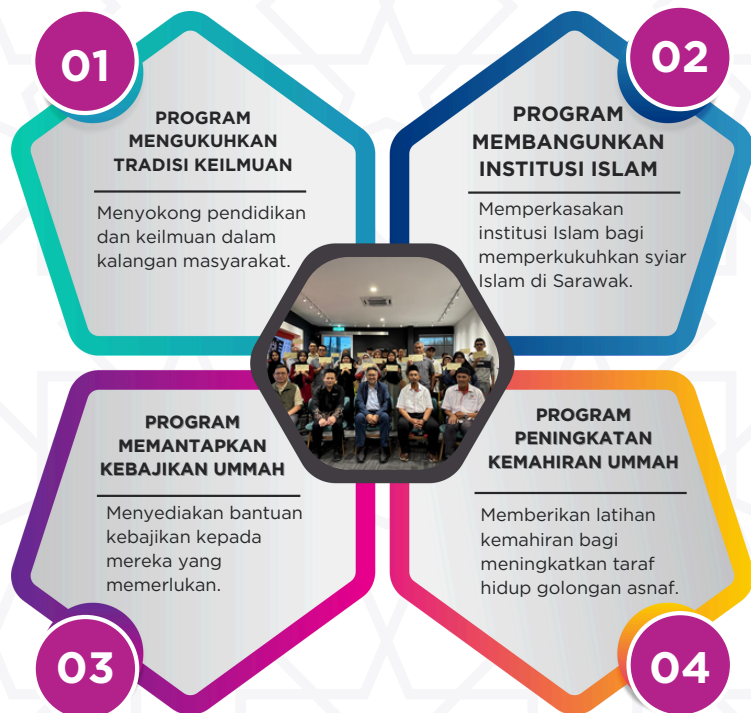 01
PROGRAM
MENGUKUHKAN
TRADISI KEILMUAN
Menyokong pendidikan
dan keilmuan dalam
kalangan masyarakat.
02
PROGRAM
MEMBANGUNKAN
INSTITUSI ISLAM
Memperkasakan
institusi Islam bagi
memperkukuhkan syiar
Islam di Sarawak.
PROGRAM
MEMANTAPKAN
KEBAJIKAN UMMAH
Menyediakan bantuan
kebajikan kepada
mereka yang
memerlukan.
03
PROGRAM
PENINGKATAN
KEMAHIRAN UMMAH
Memberikan latihan
kemahiran bagi
meningkatkan taraf
hidup golongan asnaf.
04